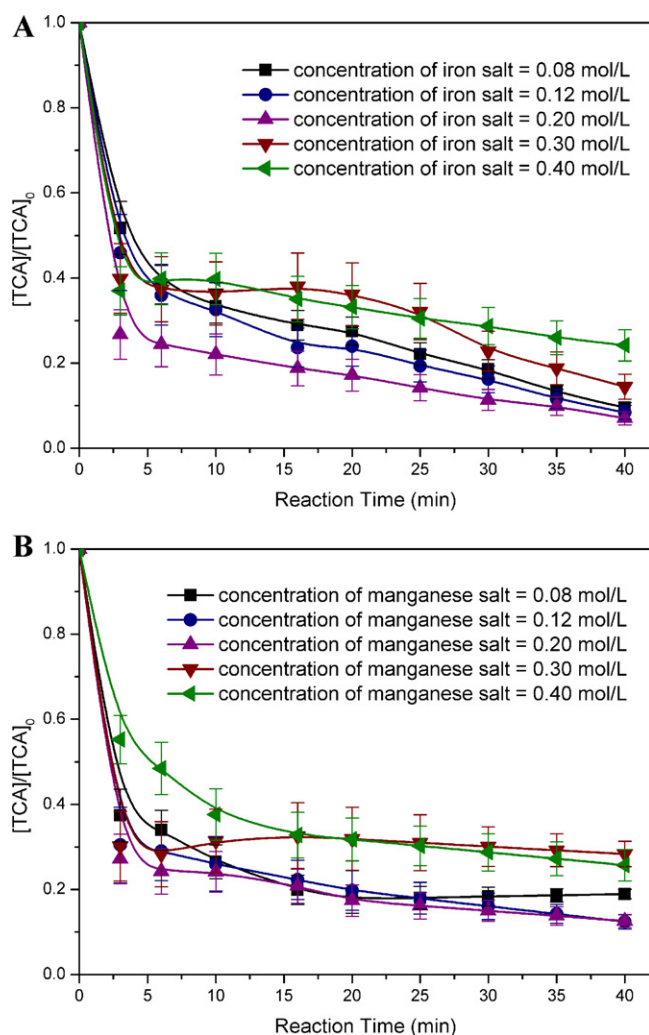 A
1.0
0.8
0.6
0.4
0.2
0.0
[TCA]/[TCA]0
concentration of iron salt = 0.08 mol/L
concentration of iron salt = 0.12 mol/L
concentration of iron salt = 0.20 mol/L
concentration of iron salt = 0.30 mol/L
concentration of iron salt = 0.40 mol/L
0 5 10 15 20 25 30 35 40
Reaction Time (min)
B
1.0
0.8
0.6
0.4
0.2
0.0
[TCA]/[TCA]0
concentration of manganese salt = 0.08 mol/L
concentration of manganese salt = 0.12 mol/L
concentration of manganese salt = 0.20 mol/L
concentration of manganese salt = 0.30 mol/L
concentration of manganese salt = 0.40 mol/L
0 5 10 15 20 25 30 35 40
Reaction Time (min)